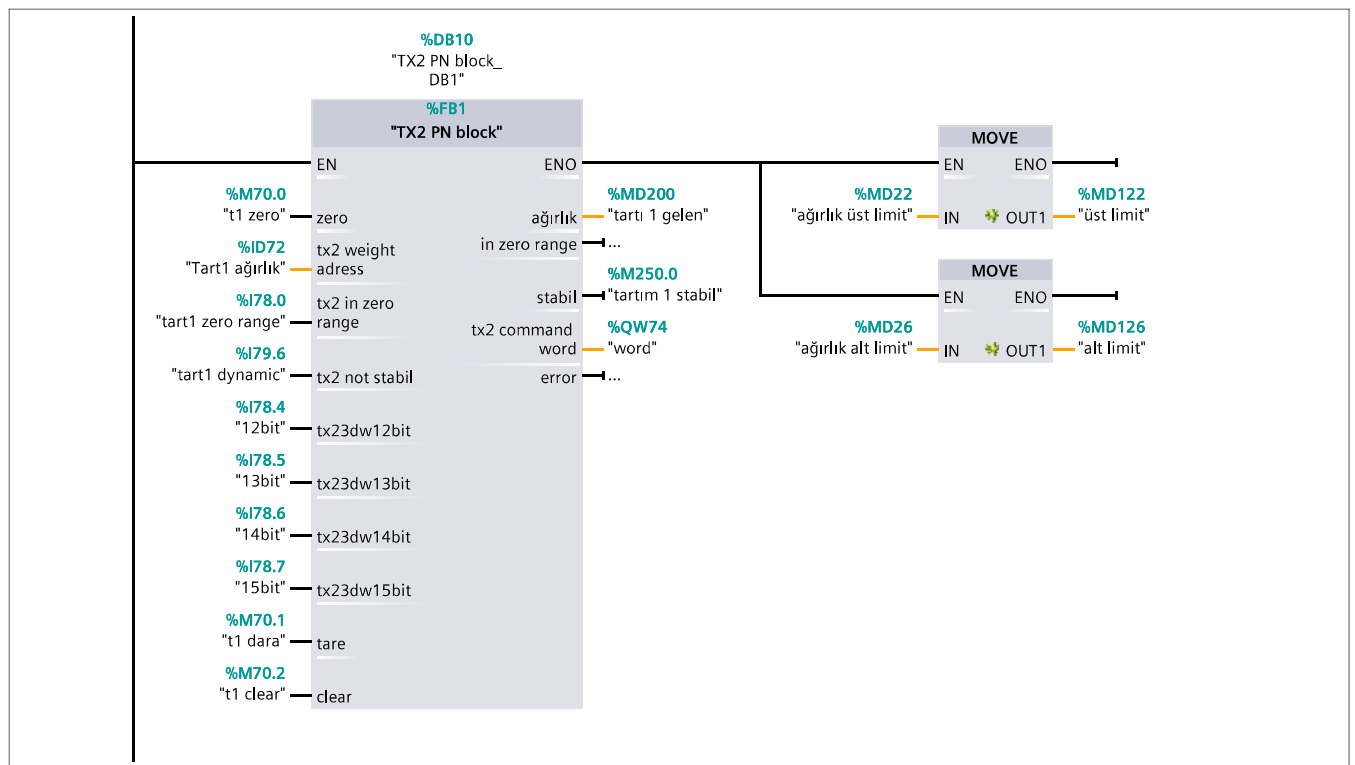 %DB10
"TX2 PN block_
DB1"
%FB1
"TX2 PN block"
EN
ENO
%M70.0
"t1 zero"
zero
%ID72
"Tart1 ağırlık"
tx2 weight
adress
%I78.0
"tart1 zero range"
tx2 in zero
range
%I79.6
"tart1 dynamic"
tx2 not stabil
%I78.4
"12bit"
tx23dw12bit
%I78.5
"13bit"
tx23dw13bit
%I78.6
"14bit"
tx23dw14bit
%I78.7
"15bit"
tx23dw15bit
%M70.1
"t1 dara"
tare
%M70.2
"t1 clear"
clear
ağırlık
%MD200
"tartı 1 gelen"
in zero range
...
stabil
%M250.0
"tartım 1 stabil"
tx2 command
word
%QW74
"word"
error
...
MOVE
EN
ENO
%MD22
"ağırlık üst limit"
IN
OUT1
%MD122
"üst limit"
MOVE
EN
ENO
%MD26
"ağırlık alt limit"
IN
OUT1
%MD126
"alt limit"